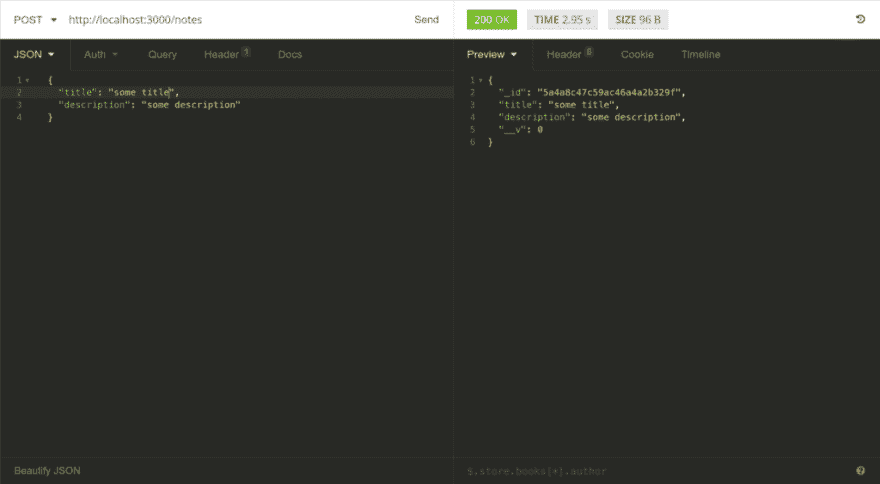 POST http://localhost:3000/notes Send 200 OK TIME 2.95 s SIZE 96 B
JSON Auth Query Header 1 Docs Preview Header 6 Cookie Timeline
1 {
2 "title": "some title",
3 "description": "some description"
4 }
1 {
2 "_id": "5a4a8c47c59ac46a4a2b329f",
3 "title": "some title",
4 "description": "some description",
5 "__v": 0
6 }
Beautify JSON $.store.books[*].author